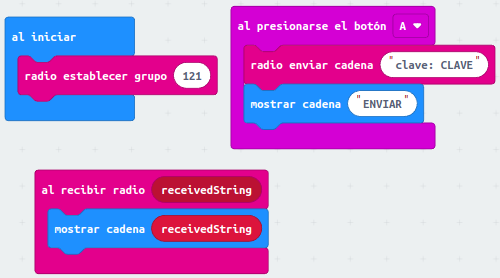 al iniciar
radio establecer grupo 121
al presionarse el botón A
radio enviar cadena "clave: CLAVE"
mostrar cadena "ENVIAR"
al recibir radio receivedString
mostrar cadena receivedString